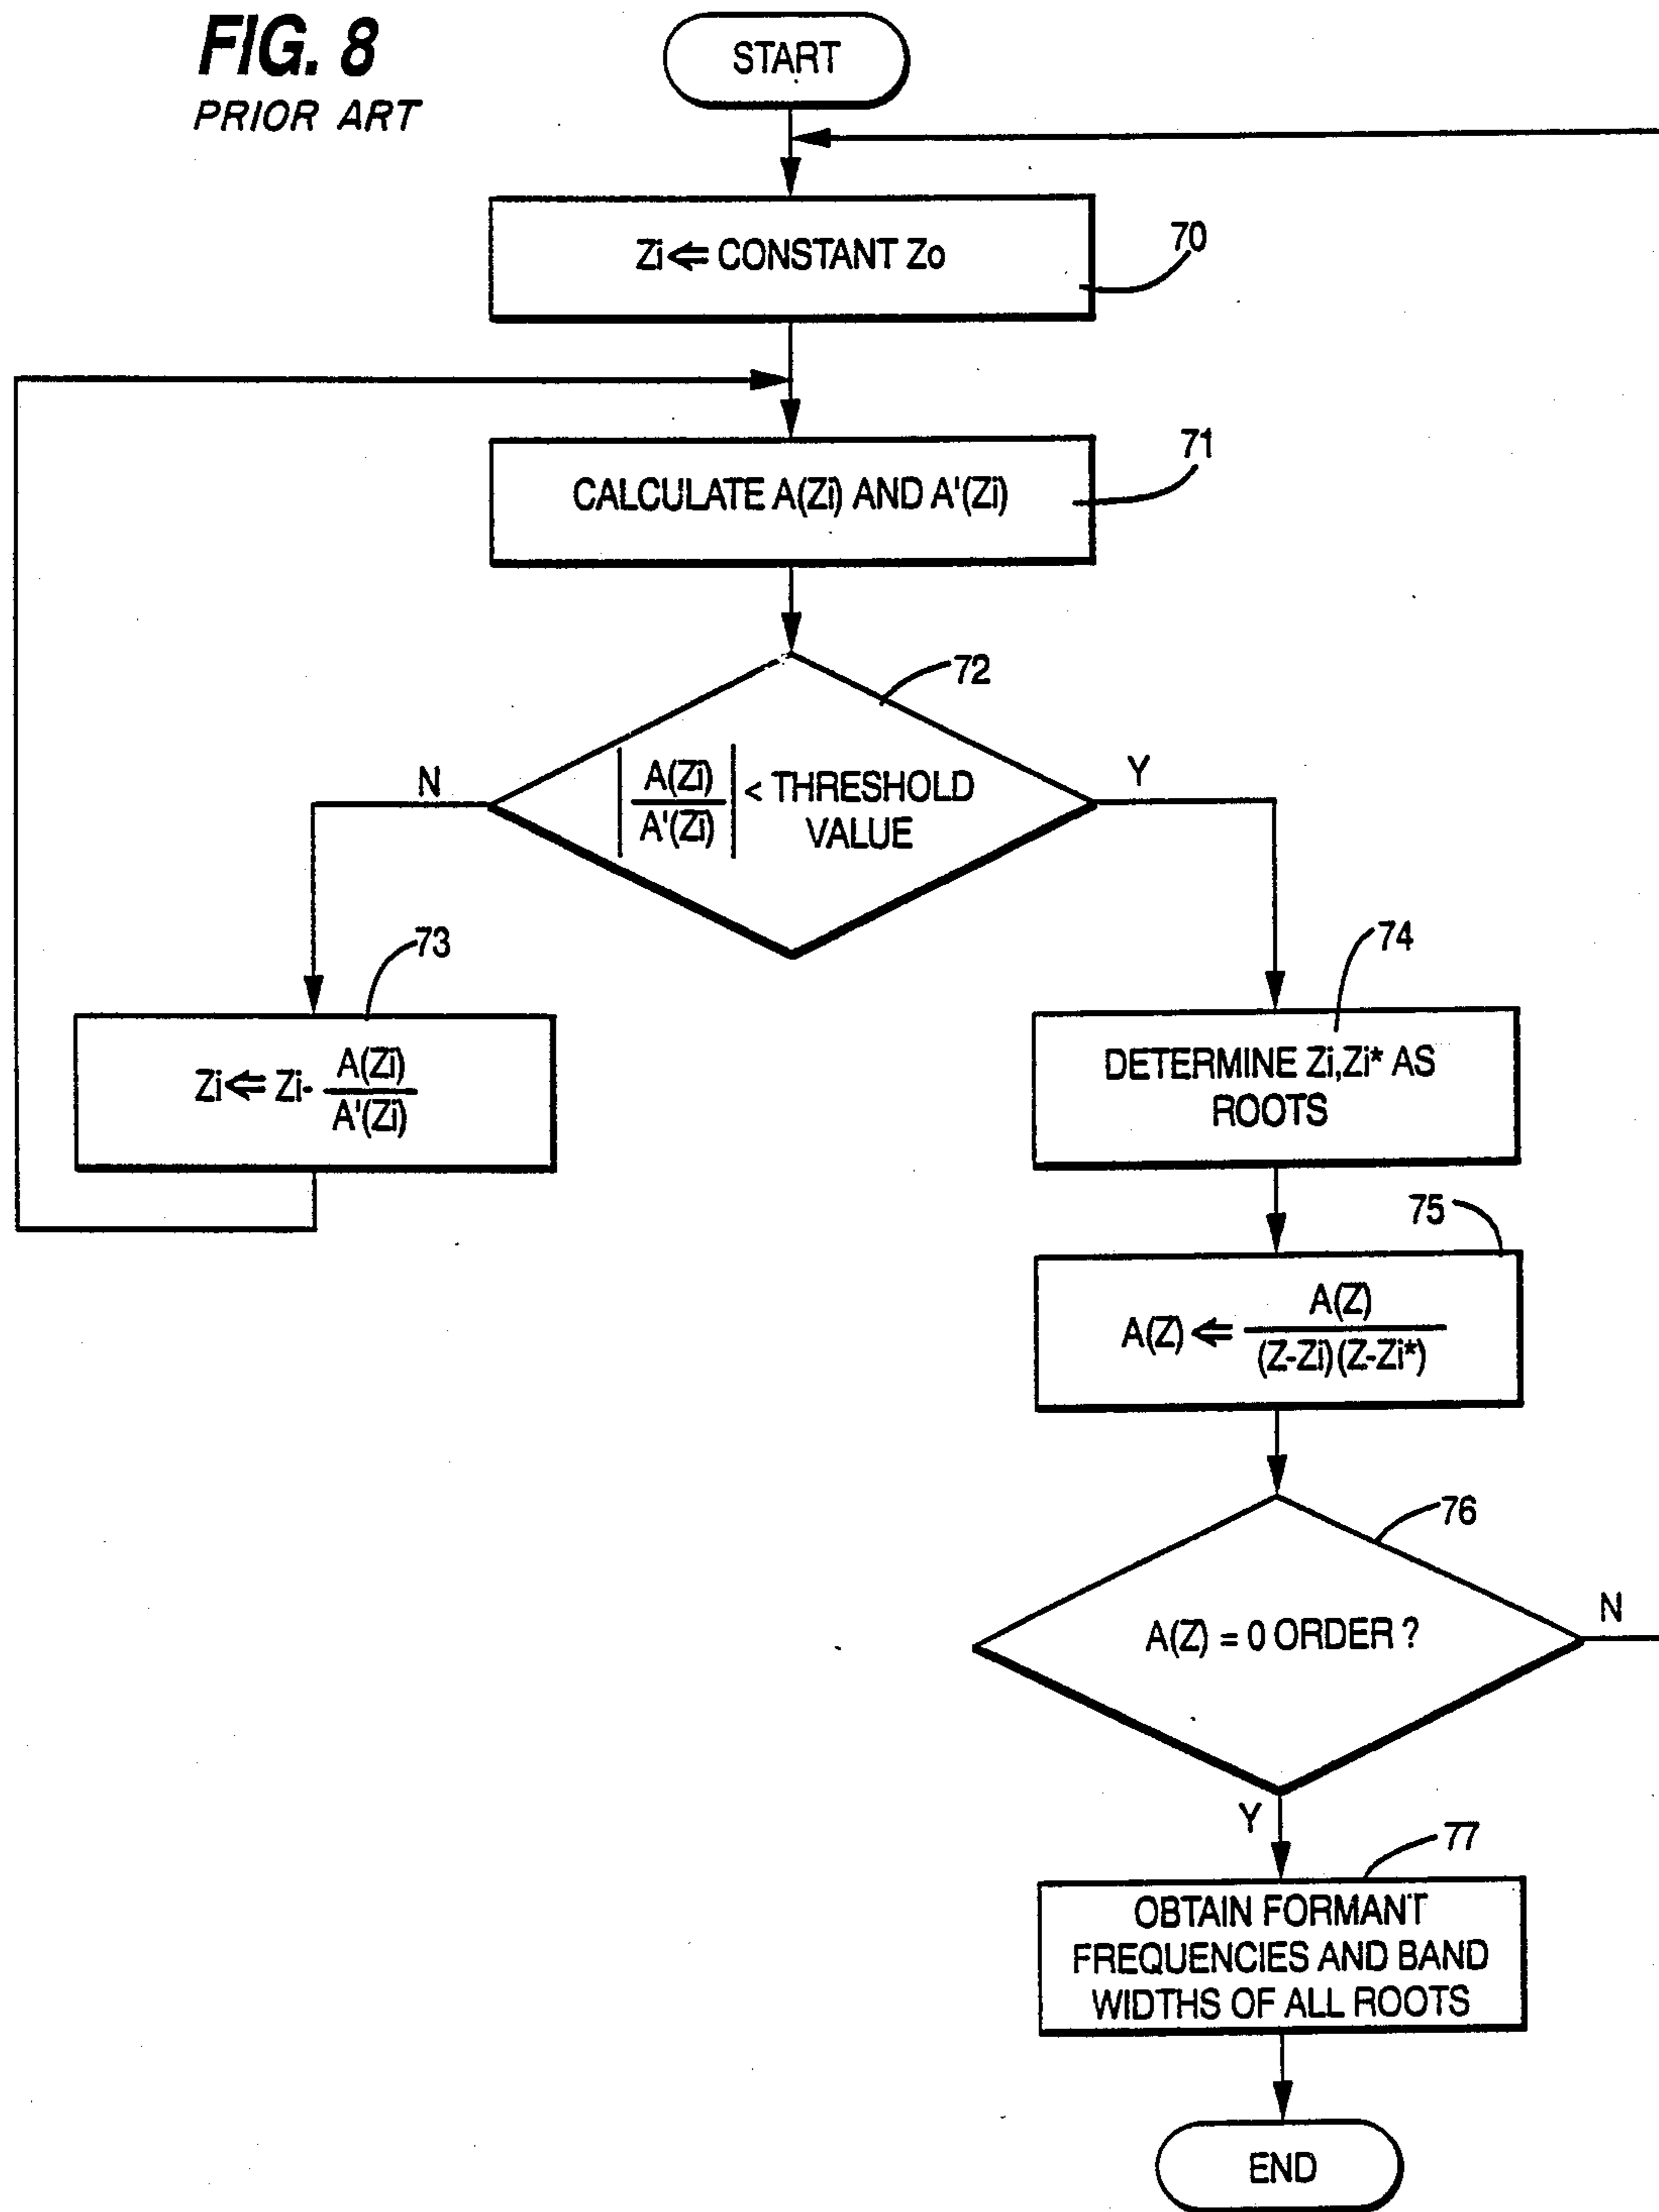 FIG. 8
PRIOR ART
START
Zi⇐ CONSTANT Zo
70
CALCULATE A(Zi) AND A'(Zi)
71
72
N
| A(Zi) / A'(Zi) | < THRESHOLD
VALUE
Y
73
Zi⇐ Zi- A(Zi) / A'(Zi)
74
DETERMINE Zi,Zi* AS
ROOTS
75
A(Z)⇐ A(Z) / (Z-Zi)(Z-Zi*)
76
A(Z) = 0 ORDER ?
N
Y
77
OBTAIN FORMANT
FREQUENCIES AND BAND
WIDTHS OF ALL ROOTS
END